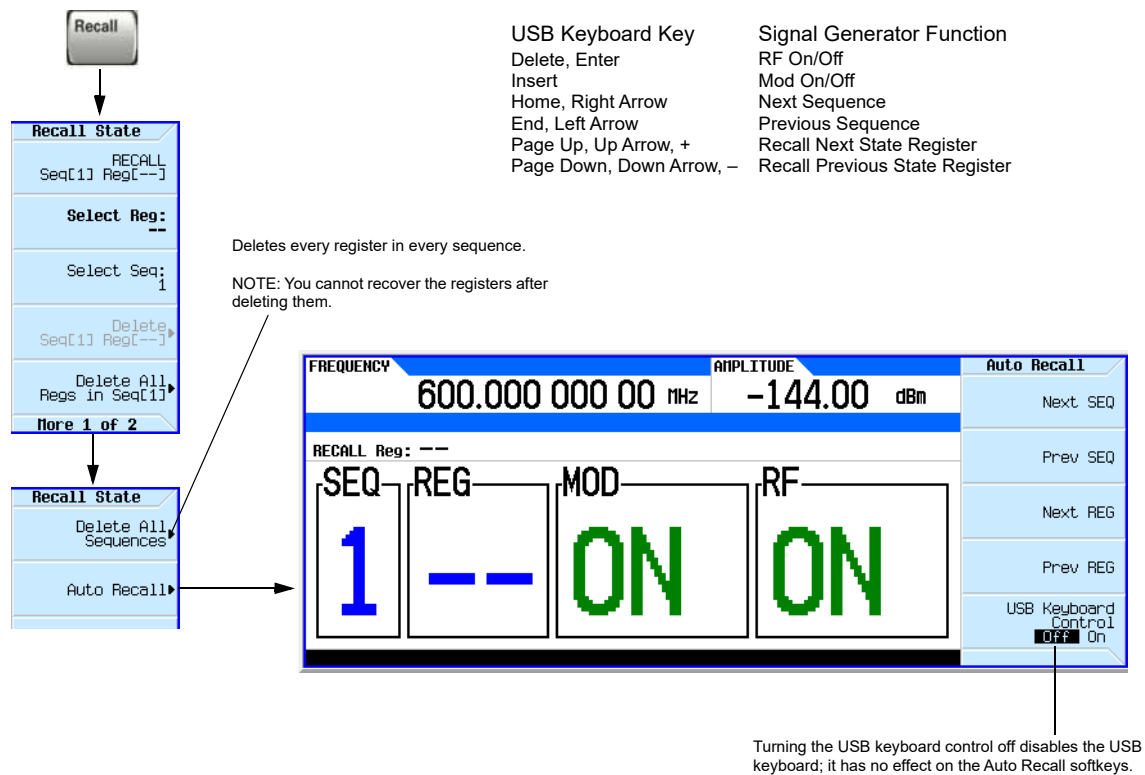 Recall
USB Keyboard Key Signal Generator Function
Delete, Enter RF On/Off
Insert Mod On/Off
Home, Right Arrow Next Sequence
End, Left Arrow Previous Sequence
Page Up, Up Arrow, + Recall Next State Register
Page Down, Down Arrow, – Recall Previous State Register
Recall State
RECALL
Seq[1] Reg[--]
Select Reg:
--
Select Seq:
1
Delete
Seq[1] Reg[--]
Delete All
Regs in Seq[1]
More 1 of 2
Deletes every register in every sequence.
NOTE: You cannot recover the registers after
deleting them.
Recall State
Delete All
Sequences
Auto Recall
FREQUENCY
600.000 000 00 MHz
AMPLITUDE
-144.00 dBm
RECALL Reg: --
SEQ REG MOD RF
1 -- ON ON
Auto Recall
Next SEQ
Prev SEQ
Next REG
Prev REG
USB Keyboard
Control
Off On
Turning the USB keyboard control off disables the USB
keyboard; it has no effect on the Auto Recall softkeys.